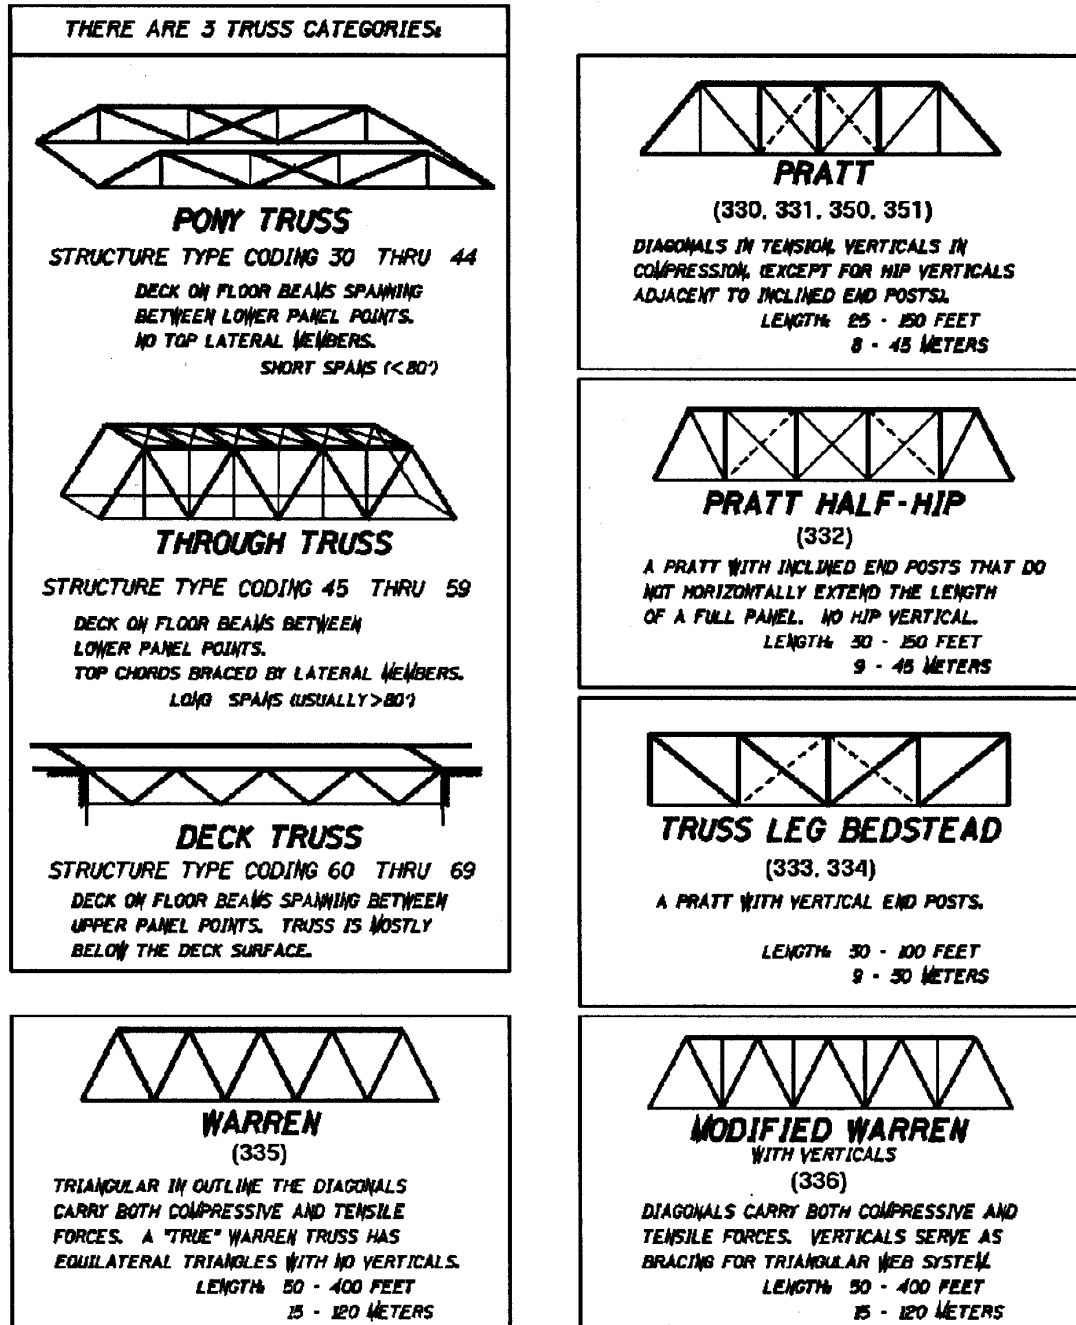 THERE ARE 3 TRUSS CATEGORIES:
PONY TRUSS
STRUCTURE TYPE CODING 30 THRU 44
DECK ON FLOOR BEAMS SPANNING
BETWEEN LOWER PANEL POINTS.
NO TOP LATERAL MEMBERS.
SHORT SPANS (<80')
THROUGH TRUSS
STRUCTURE TYPE CODING 45 THRU 59
DECK ON FLOOR BEAMS BETWEEN
LOWER PANEL POINTS.
TOP CHORDS BRACED BY LATERAL MEMBERS.
LONG SPANS (USUALLY >80')
DECK TRUSS
STRUCTURE TYPE CODING 60 THRU 69
DECK ON FLOOR BEAMS SPANNING BETWEEN
UPPER PANEL POINTS. TRUSS IS MOSTLY
BELOW THE DECK SURFACE.
WARREN
(335)
TRIANGULAR IN OUTLINE THE DIAGONALS
CARRY BOTH COMPRESSIVE AND TENSILE
FORCES. A "TRUE" WARREN TRUSS HAS
EQUILATERAL TRIANGLES WITH NO VERTICALS.
LENGTH: 50 - 400 FEET
15 - 120 METERS
PRATT
(330, 331, 350, 351)
DIAGONALS IN TENSION, VERTICALS IN
COMPRESSION, (EXCEPT FOR HIP VERTICALS
ADJACENT TO INCLINED END POSTS).
LENGTH: 25 - 150 FEET
8 - 45 METERS
PRATT HALF-HIP
(332)
A PRATT WITH INCLINED END POSTS THAT DO
NOT HORIZONTALLY EXTEND THE LENGTH
OF A FULL PANEL. NO HIP VERTICAL.
LENGTH: 30 - 150 FEET
9 - 45 METERS
TRUSS LEG BEDSTEAD
(333, 334)
A PRATT WITH VERTICAL END POSTS.
LENGTH: 30 - 100 FEET
9 - 30 METERS
MODIFIED WARREN
WITH VERTICALS
(336)
DIAGONALS CARRY BOTH COMPRESSIVE AND
TENSILE FORCES. VERTICALS SERVE AS
BRACING FOR TRIANGULAR WEB SYSTEM.
LENGTH: 50 - 400 FEET
15 - 120 METERS